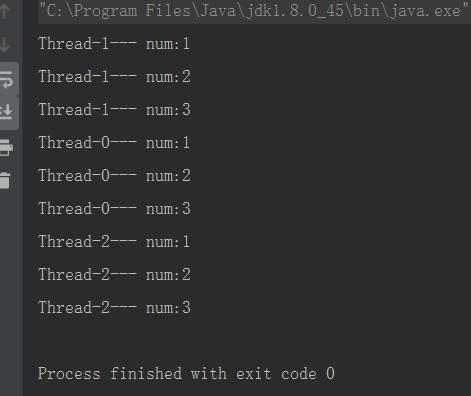 "C:\Program Files\Java\jdk1.8.0_45\bin\java.exe"
Thread-1--- num:1
Thread-1--- num:2
Thread-1--- num:3
Thread-0--- num:1
Thread-0--- num:2
Thread-0--- num:3
Thread-2--- num:1
Thread-2--- num:2
Thread-2--- num:3
Process finished with exit code 0